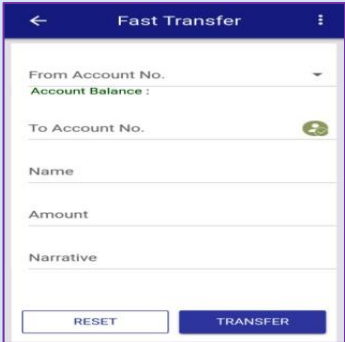 Fast Transfer
From Account No.
Account Balance :
To Account No.
Name
Amount
Narrative
RESET TRANSFER